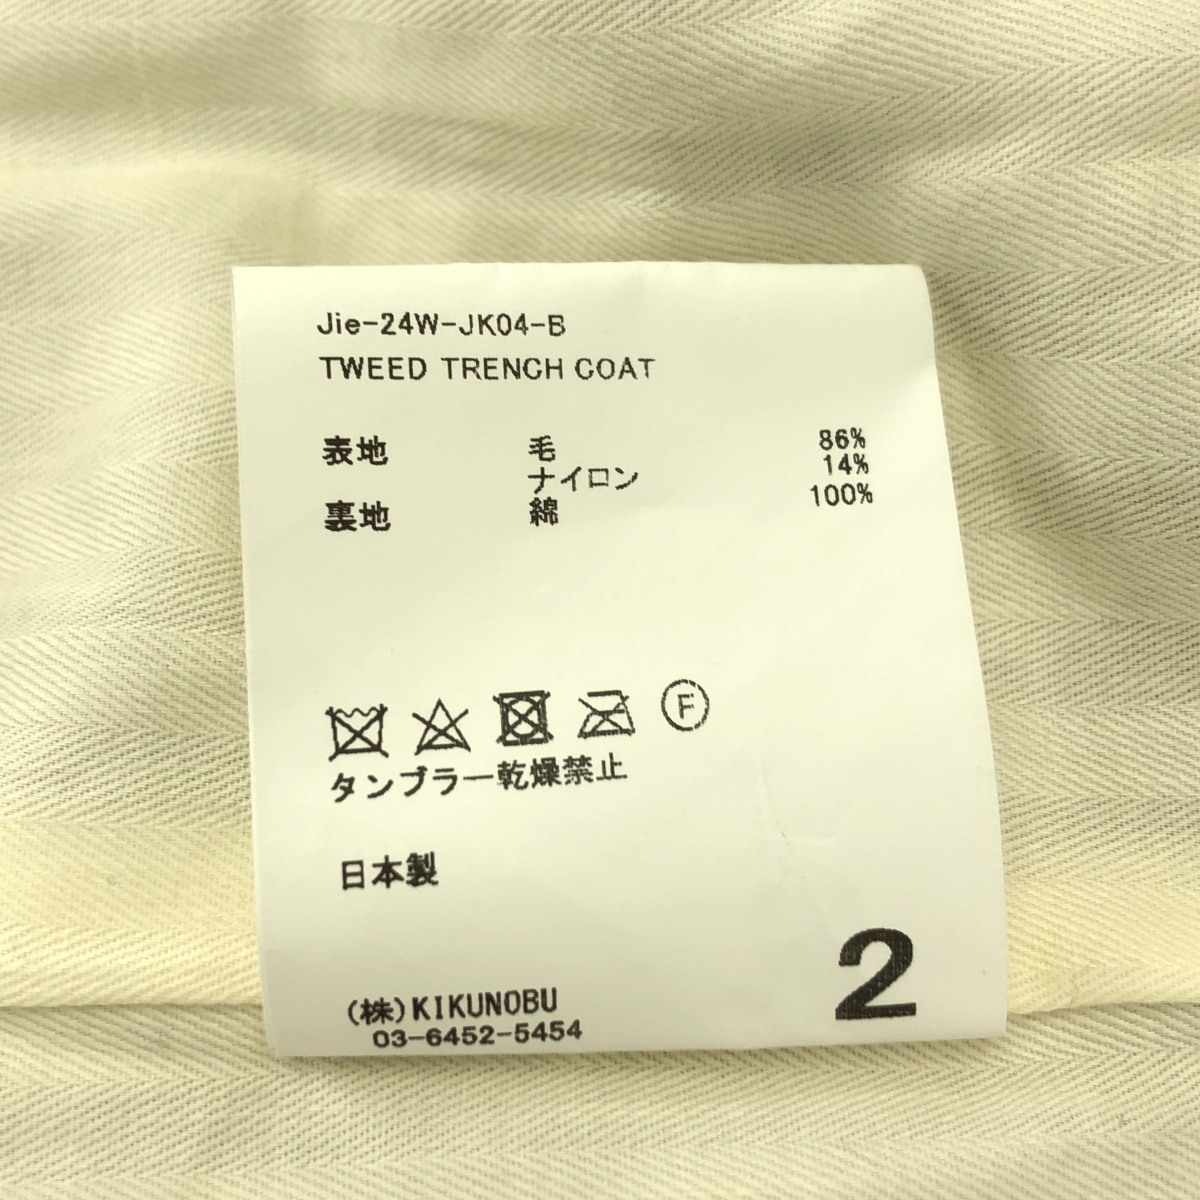 Jie-24W-JK04-B
TWEED TRENCH COAT
表地 毛 86%
ナイロン 14%
裏地 綿 100%
F
タンブラー乾燥禁止
日本製
2
(株)KIKUNOBU
03-6452-5454